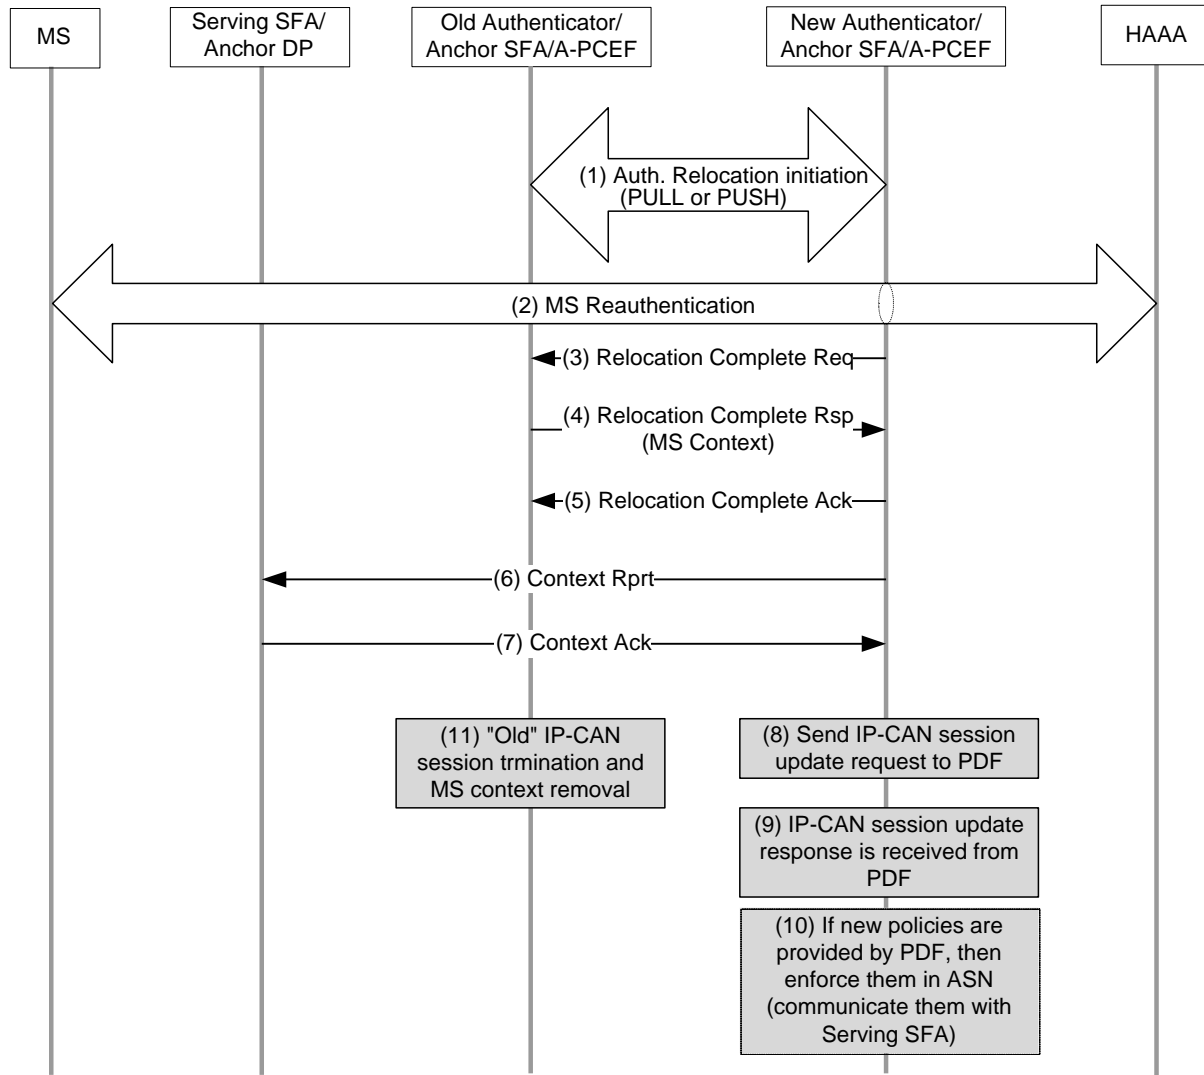 MS
Serving SFA/
Anchor DP
Old Authenticator/
Anchor SFA/A-PCEF
New Authenticator/
Anchor SFA/A-PCEF
HAAA
(1) Auth. Relocation initiation
(PULL or PUSH)
(2) MS Reauthentication
(3) Relocation Complete Req
(4) Relocation Complete Rsp
(MS Context)
(5) Relocation Complete Ack
(6) Context Rprt
(7) Context Ack
(11) "Old" IP-CAN
session trmination and
MS context removal
(8) Send IP-CAN session
update request to PDF
(9) IP-CAN session update
response is received from
PDF
(10) If new policies are
provided by PDF, then
enforce them in ASN
(communicate them with
Serving SFA)